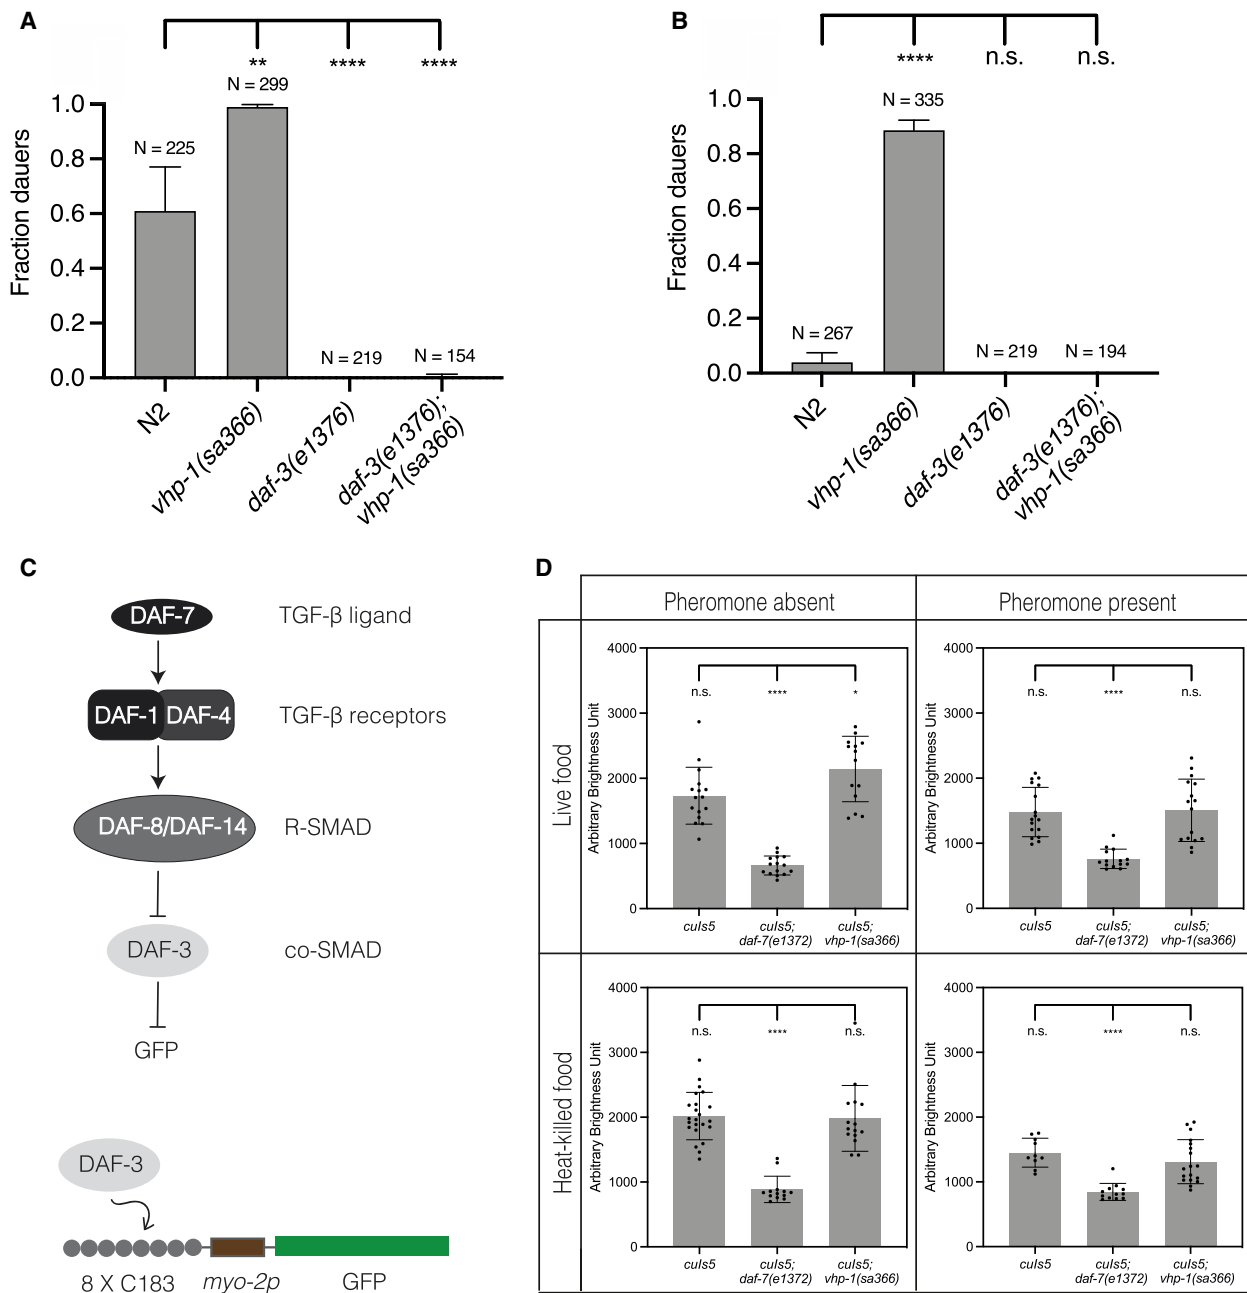 A
** **** ****
N = 299
N = 225
N = 219
N = 154
Fraction dauers
1.0
0.8
0.6
0.4
0.2
0.0
N2
vhp-1(sa366)
daf-3(e1376)
daf-3(e1376);
vhp-1(sa366)
B
**** n.s. n.s.
N = 335
N = 267
N = 219
N = 194
Fraction dauers
1.0
0.8
0.6
0.4
0.2
0.0
N2
vhp-1(sa366)
daf-3(e1376)
daf-3(e1376);
vhp-1(sa366)
C
DAF-7 TGF-β ligand
DAF-1 DAF-4 TGF-β receptors
DAF-8/DAF-14 R-SMAD
DAF-3 co-SMAD
GFP
DAF-3
8 X C183 myo-2p GFP
D
Pheromone absent Pheromone present
Live food
Arbitrary Brightness Unit
4000
3000
2000
1000
0
n.s. **** *
cuIs5
cuIs5;
daf-7(e1372)
cuIs5;
vhp-1(sa366)
Arbitrary Brightness Unit
4000
3000
2000
1000
0
n.s. **** n.s.
cuIs5
cuIs5;
daf-7(e1372)
cuIs5;
vhp-1(sa366)
Heat-killed food
Arbitrary Brightness Unit
4000
3000
2000
1000
0
n.s. **** n.s.
cuIs5
cuIs5;
daf-7(e1372)
cuIs5;
vhp-1(sa366)
Arbitrary Brightness Unit
4000
3000
2000
1000
0
n.s. **** n.s.
cuIs5
cuIs5;
daf-7(e1372)
cuIs5;
vhp-1(sa366)